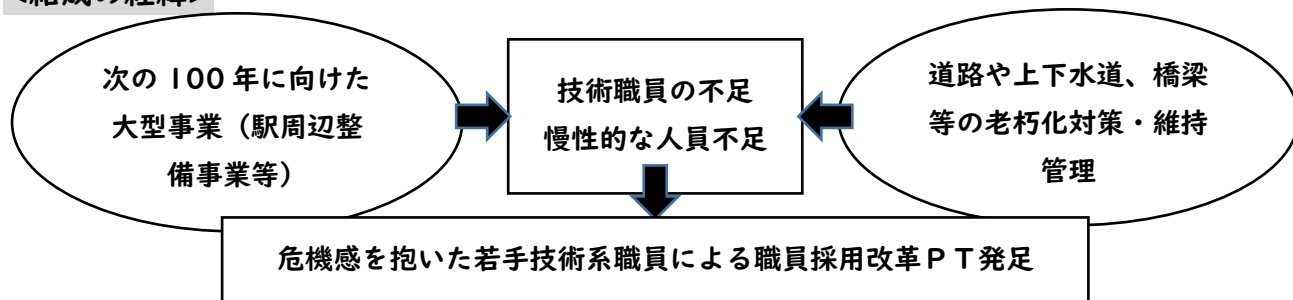 <結成の経緯>
次の100年に向けた
大型事業（駅周辺整
備事業等）
技術職員の不足
慢性的な人員不足
道路や上下水道、橋梁
等の老朽化対策・維持
管理
危機感を抱いた若手技術系職員による職員採用改革ＰＴ発足